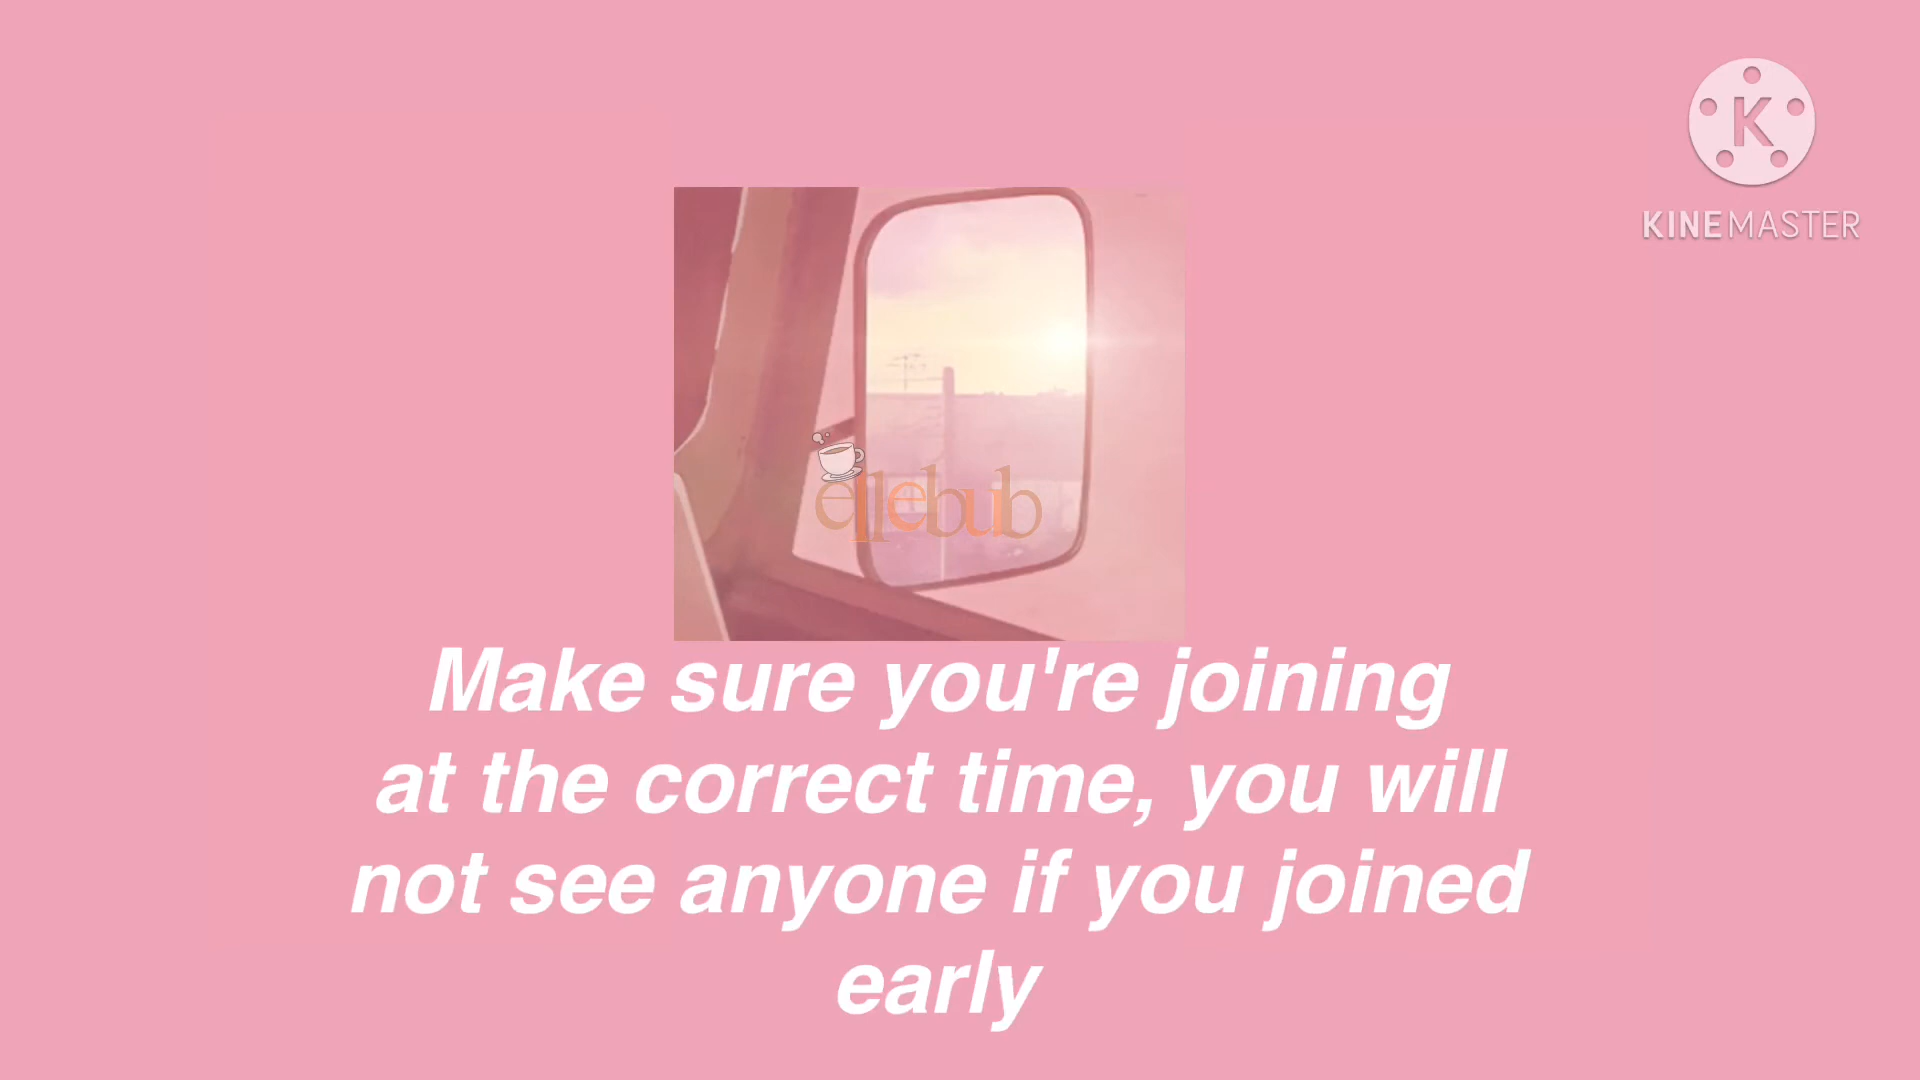 K
KINEMASTER
ellebub
Make sure you're joining
at the correct time, you will
not see anyone if you joined
early